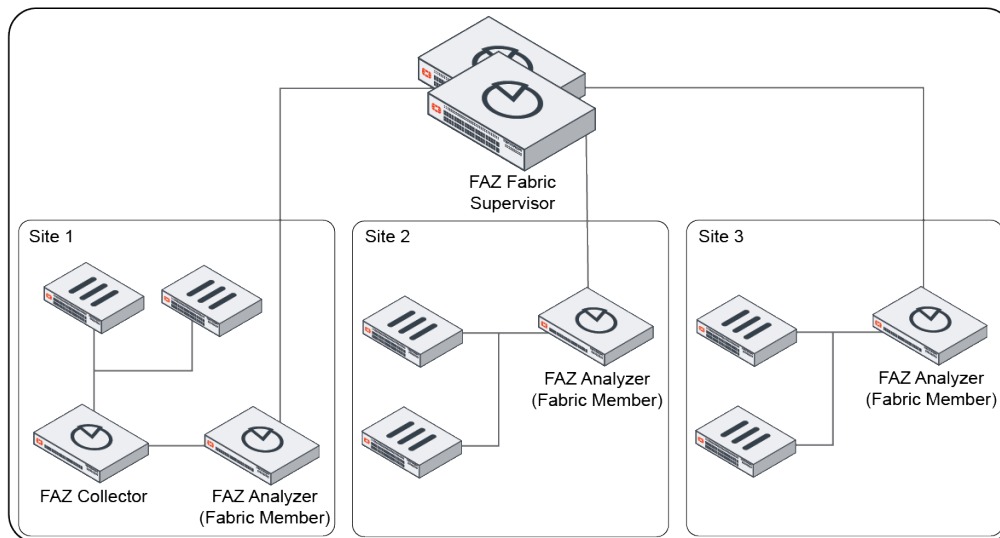 FAZ Fabric
Supervisor
Site 1
Site 2
Site 3
FAZ Collector
FAZ Analyzer
(Fabric Member)
FAZ Analyzer
(Fabric Member)
FAZ Analyzer
(Fabric Member)